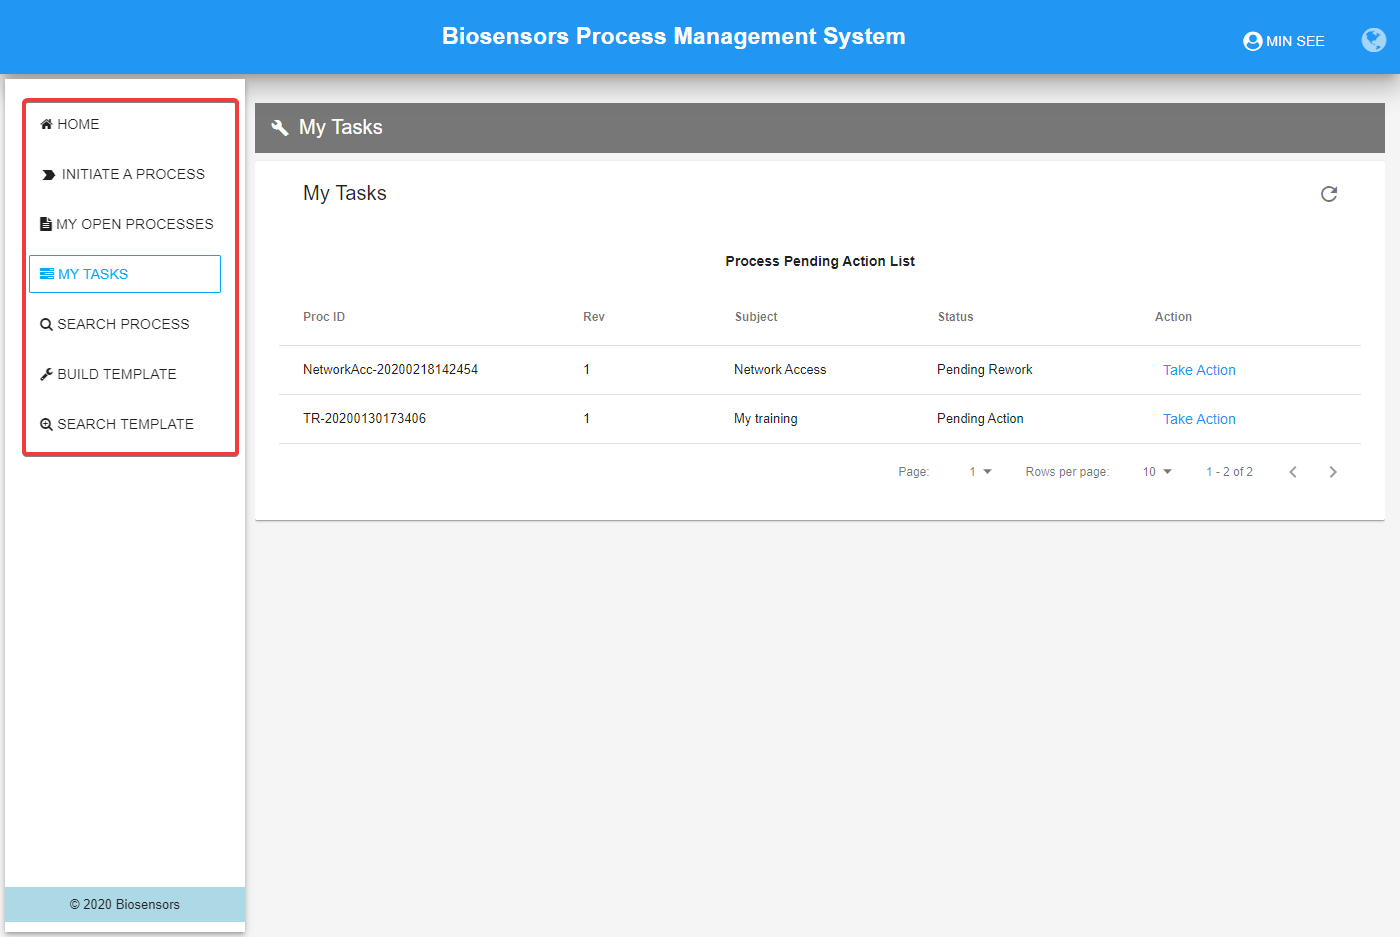 Biosensors Process Management System
MIN SEE
HOME
INITIATE A PROCESS
MY OPEN PROCESSES
MY TASKS
SEARCH PROCESS
BUILD TEMPLATE
SEARCH TEMPLATE
© 2020 Biosensors
My Tasks
My Tasks
Process Pending Action List
Proc ID Rev Subject Status Action
NetworkAcc-20200218142454 1 Network Access Pending Rework Take Action
TR-20200130173406 1 My training Pending Action Take Action
Page: 1 Rows per page: 10 1 - 2 of 2